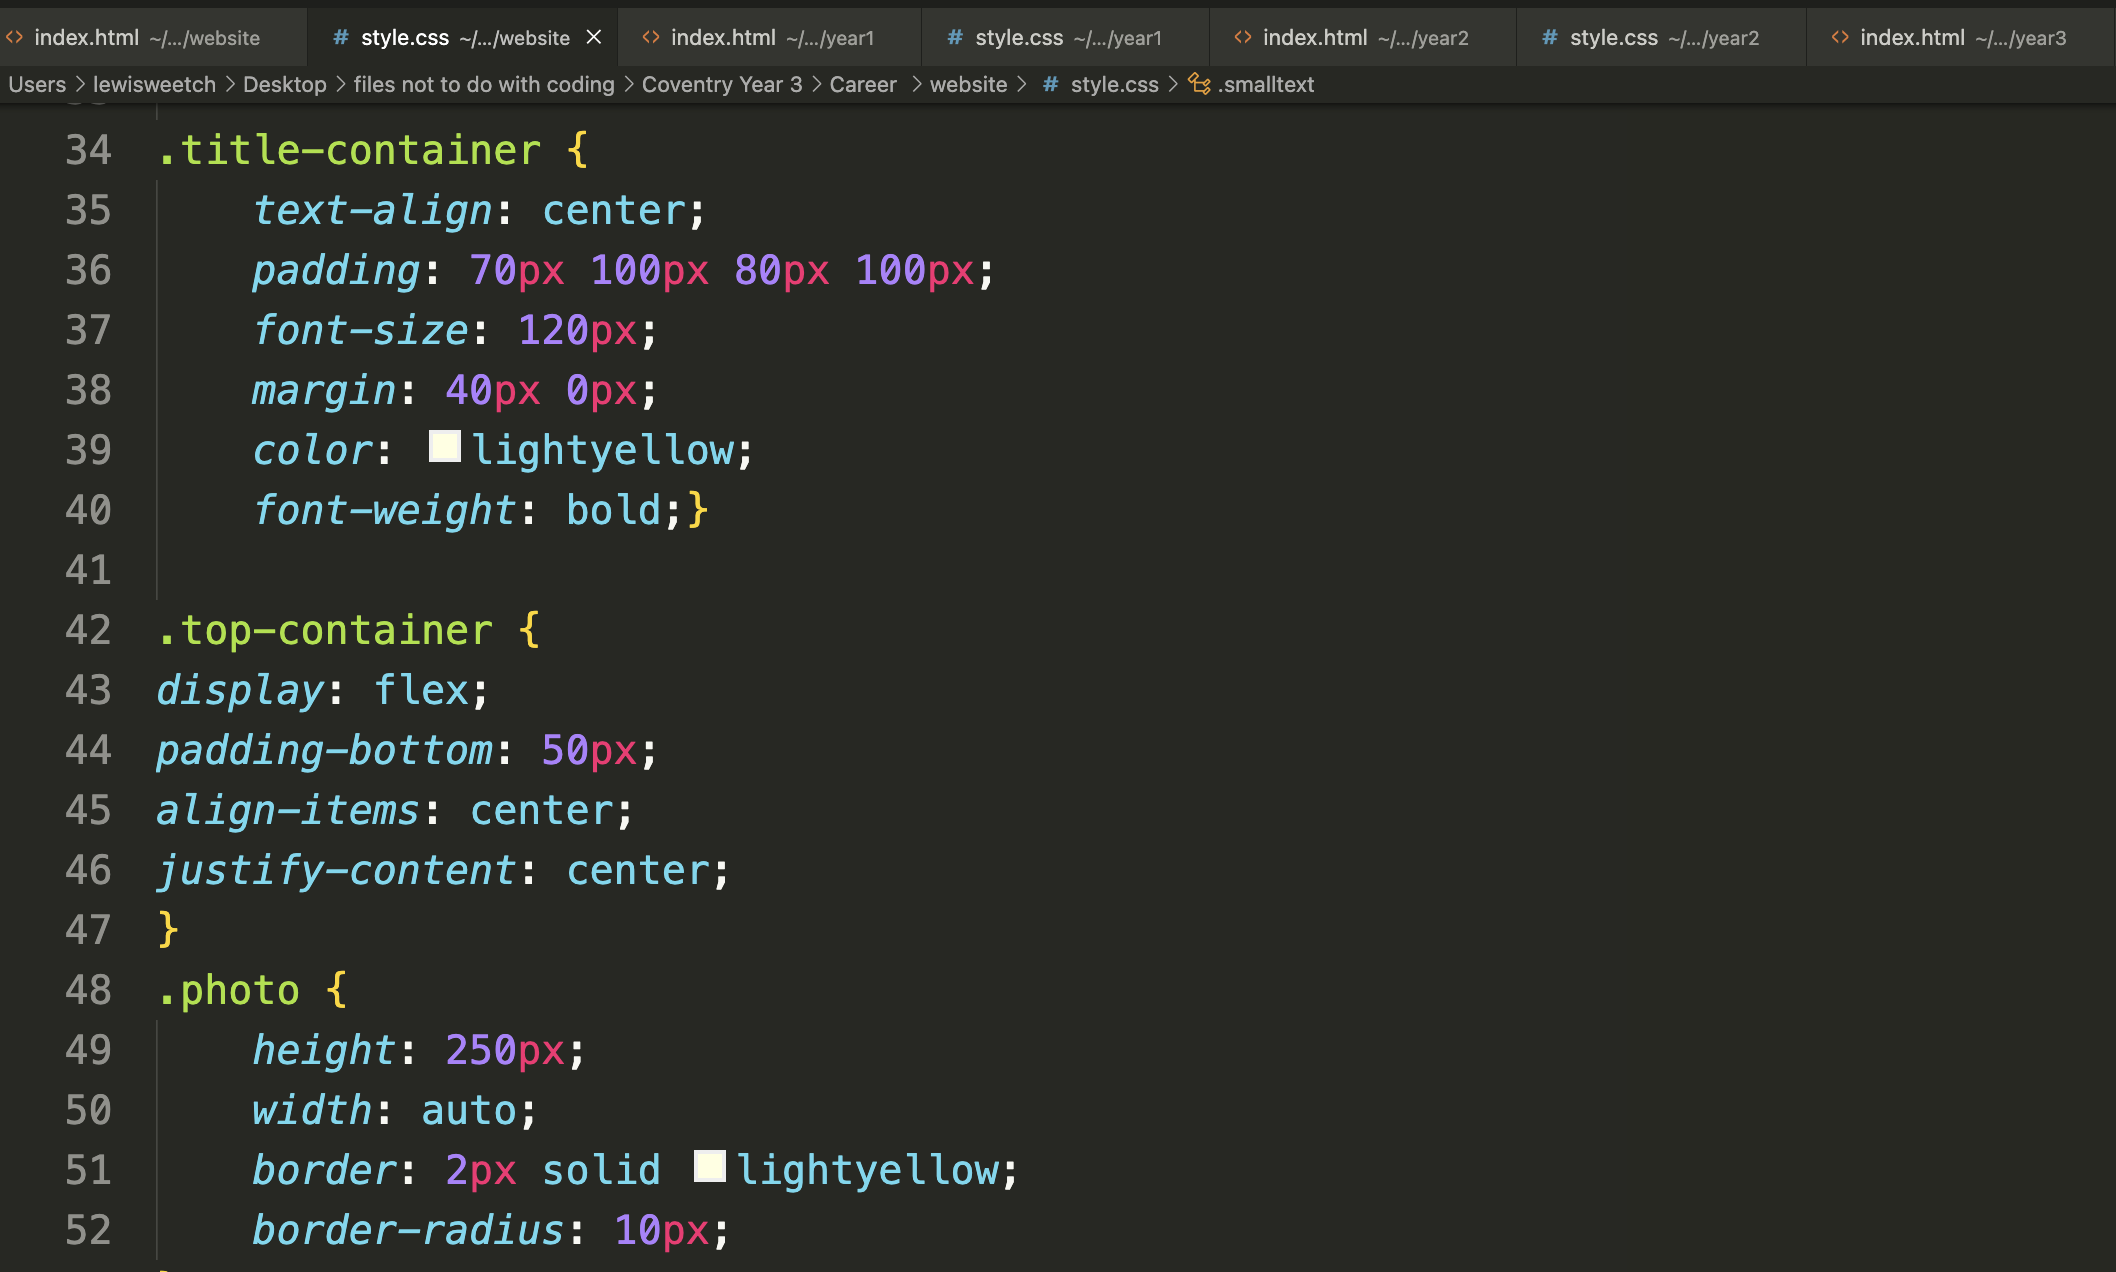 index.html ~/.../website # style.css ~/.../website × index.html ~/.../year1 # style.css ~/.../year1 index.html ~/.../year2 # style.css ~/.../year2 index.html ~/.../year3
Users > lewisweetch > Desktop > files not to do with coding > Coventry Year 3 > Career > website > # style.css > .smalltext
34 .title-container {
35 text-align: center;
36 padding: 70px 100px 80px 100px;
37 font-size: 120px;
38 margin: 40px 0px;
39 color: lightyellow;
40 font-weight: bold;}
41
42 .top-container {
43 display: flex;
44 padding-bottom: 50px;
45 align-items: center;
46 justify-content: center;
47 }
48 .photo {
49 height: 250px;
50 width: auto;
51 border: 2px solid lightyellow;
52 border-radius: 10px;